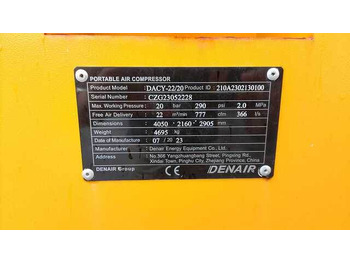 PORTABLE AIR COMPRESSOR
Product Model: DACY-22/20 Product ID : 210A2302130100
Serial Number CZG23052228
Max. Working Pressure: 20 bar 290 psi 2.0 MPa
Free Air Delivery: 22 m³/min 777 cfm 366 l/s
Dimensions : 4050 * 2160 * 2905 mm
Weight : 4695 kg
Date of Manufacture: 07 / 20 23
Manufacturer : Denair Energy Equipment Co., Ltd.
Address: No.366 Yangzhuangbang Street, Pingxing Rd.,
Xindai Town, Pinghu City, Zhejiang Province, China
DENAIR Group CE DENAIR